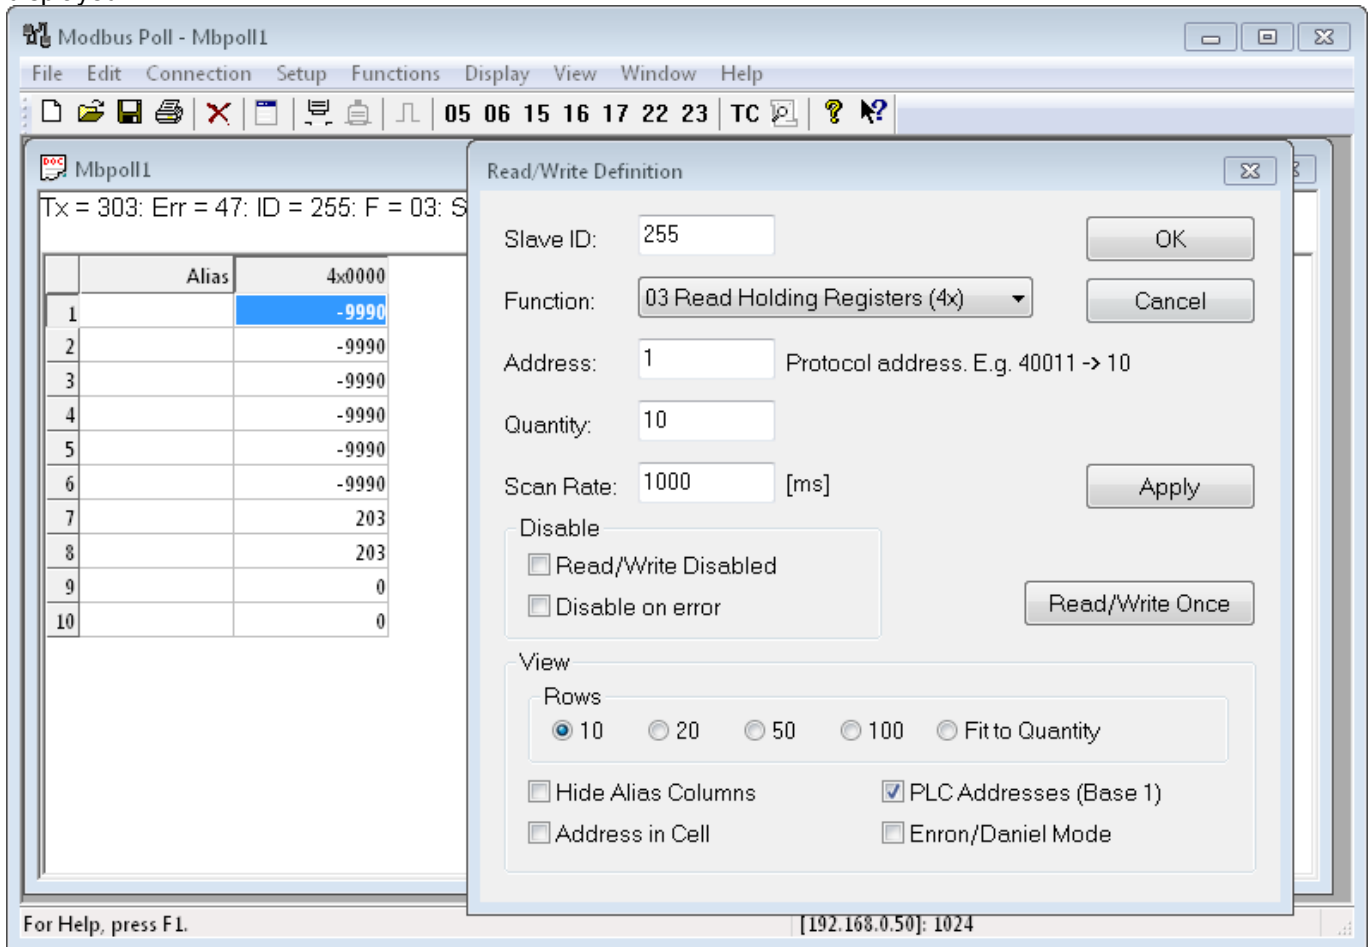 Modbus Poll - Mbpoll1
File Edit Connection Setup Functions Display View Window Help
05 06 15 16 17 22 23 TC
Mbpoll1
Tx = 303: Err = 47: ID = 255: F = 03: S
Alias 4x0000
1 -9990
2 -9990
3 -9990
4 -9990
5 -9990
6 -9990
7 203
8 203
9 0
10 0
Read/Write Definition
Slave ID: 255 OK
Function: 03 Read Holding Registers (4x) Cancel
Address: 1 Protocol address. E.g. 40011 -> 10
Quantity: 10
Scan Rate: 1000 [ms] Apply
Disable
Read/Write Disabled
Disable on error
Read/Write Once
View
Rows
10 20 50 100 Fit to Quantity
Hide Alias Columns PLC Addresses (Base 1)
Address in Cell Enron/Daniel Mode
For Help, press F1. [192.168.0.50]: 1024